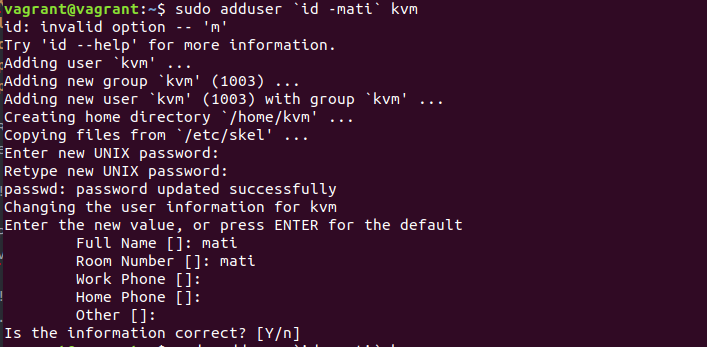 vagrant@vagrant:~$ sudo adduser `id -mati` kvm
id: invalid option -- 'm'
Try 'id --help' for more information.
Adding user `kvm' ...
Adding new group `kvm' (1003) ...
Adding new user `kvm' (1003) with group `kvm' ...
Creating home directory `/home/kvm' ...
Copying files from `/etc/skel' ...
Enter new UNIX password:
Retype new UNIX password:
passwd: password updated successfully
Changing the user information for kvm
Enter the new value, or press ENTER for the default
Full Name []: mati
Room Number []: mati
Work Phone []:
Home Phone []:
Other []:
Is the information correct? [Y/n]